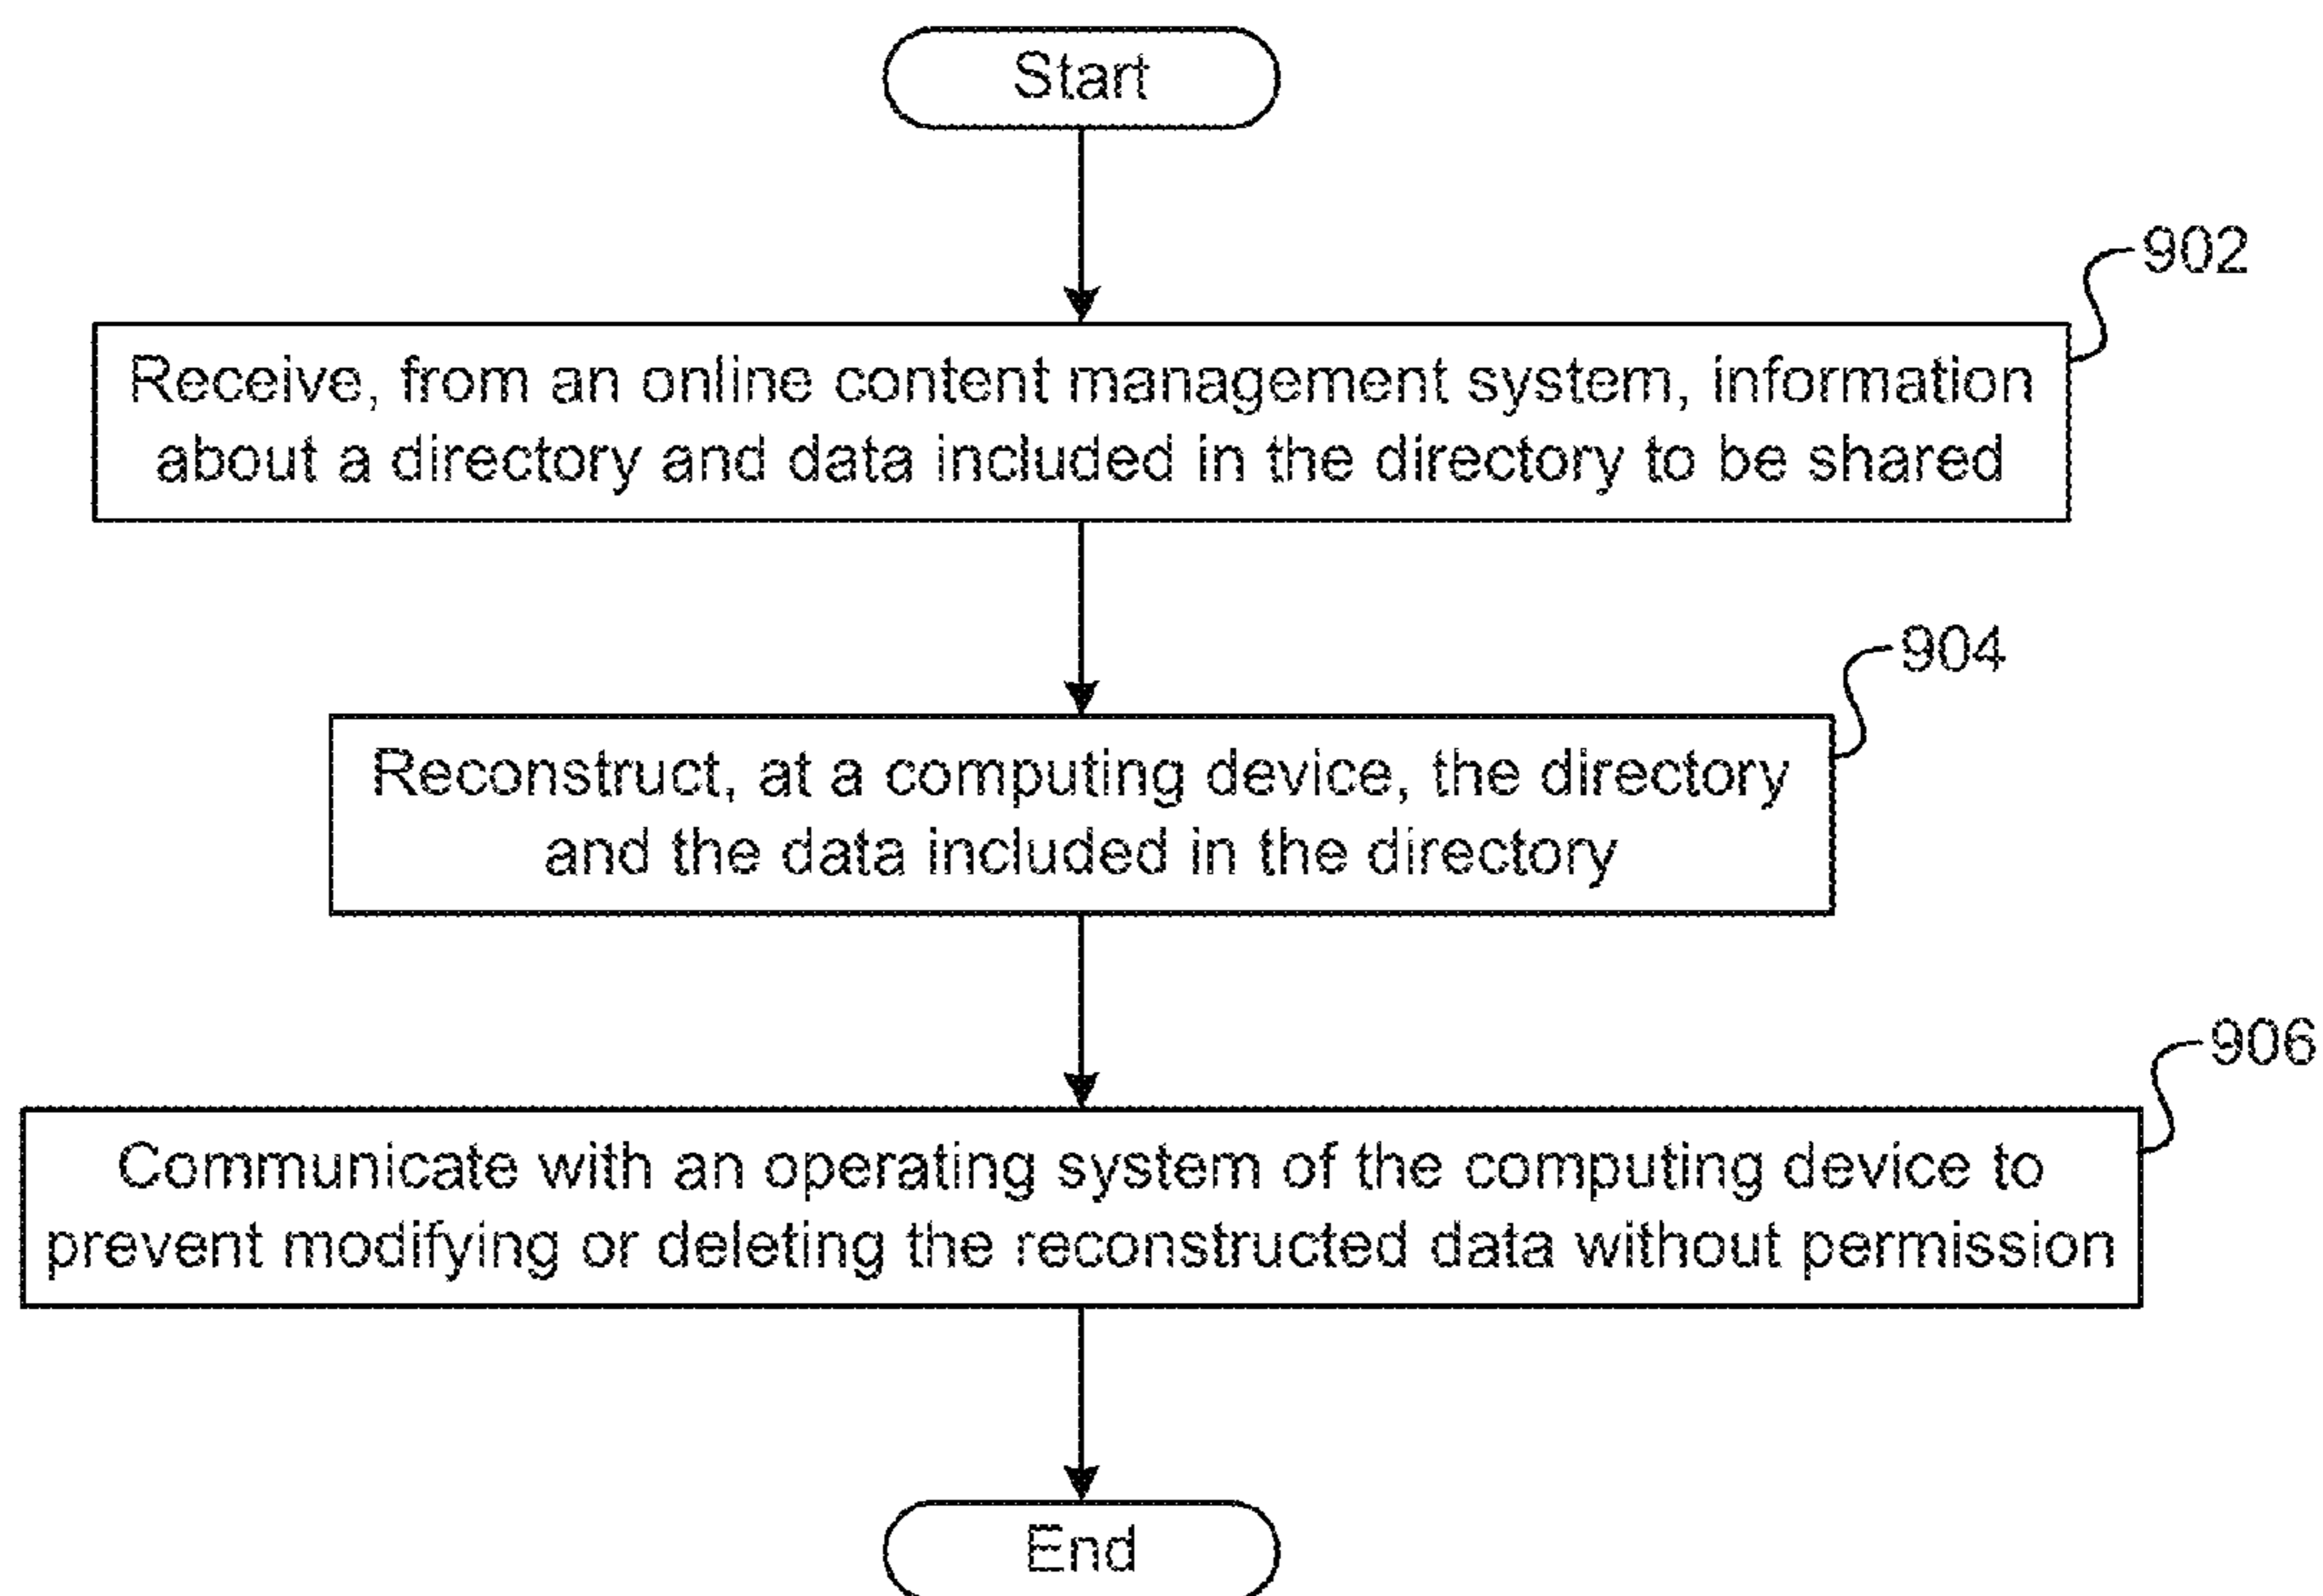 Start
902
Receive, from an online content management system, information
about a directory and data included in the directory to be shared
904
Reconstruct, at a computing device, the directory
and the data included in the directory
906
Communicate with an operating system of the computing device to
prevent modifying or deleting the reconstructed data without permission
End